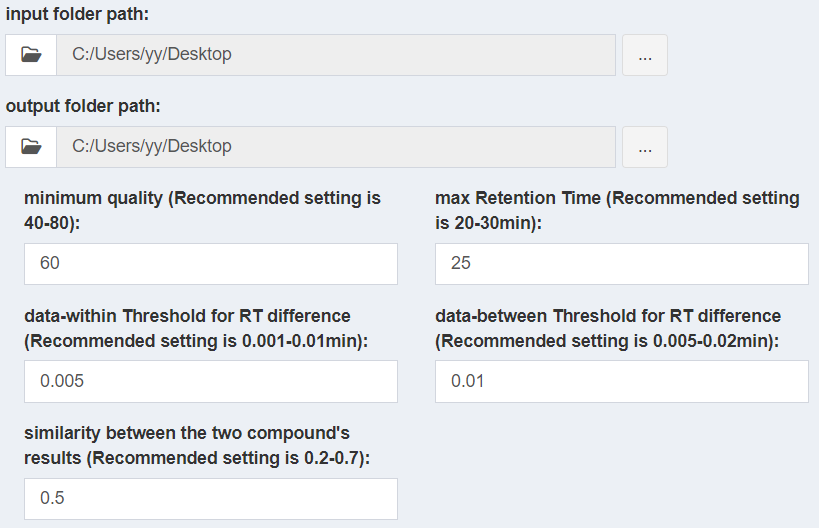 input folder path:
C:/Users/yy/Desktop
...
output folder path:
C:/Users/yy/Desktop
...
minimum quality (Recommended setting is
40-80):
60
max Retention Time (Recommended setting
is 20-30min):
25
data-within Threshold for RT difference
(Recommended setting is 0.001-0.01min):
0.005
data-between Threshold for RT difference
(Recommended setting is 0.005-0.02min):
0.01
similarity between the two compound's
results (Recommended setting is 0.2-0.7):
0.5